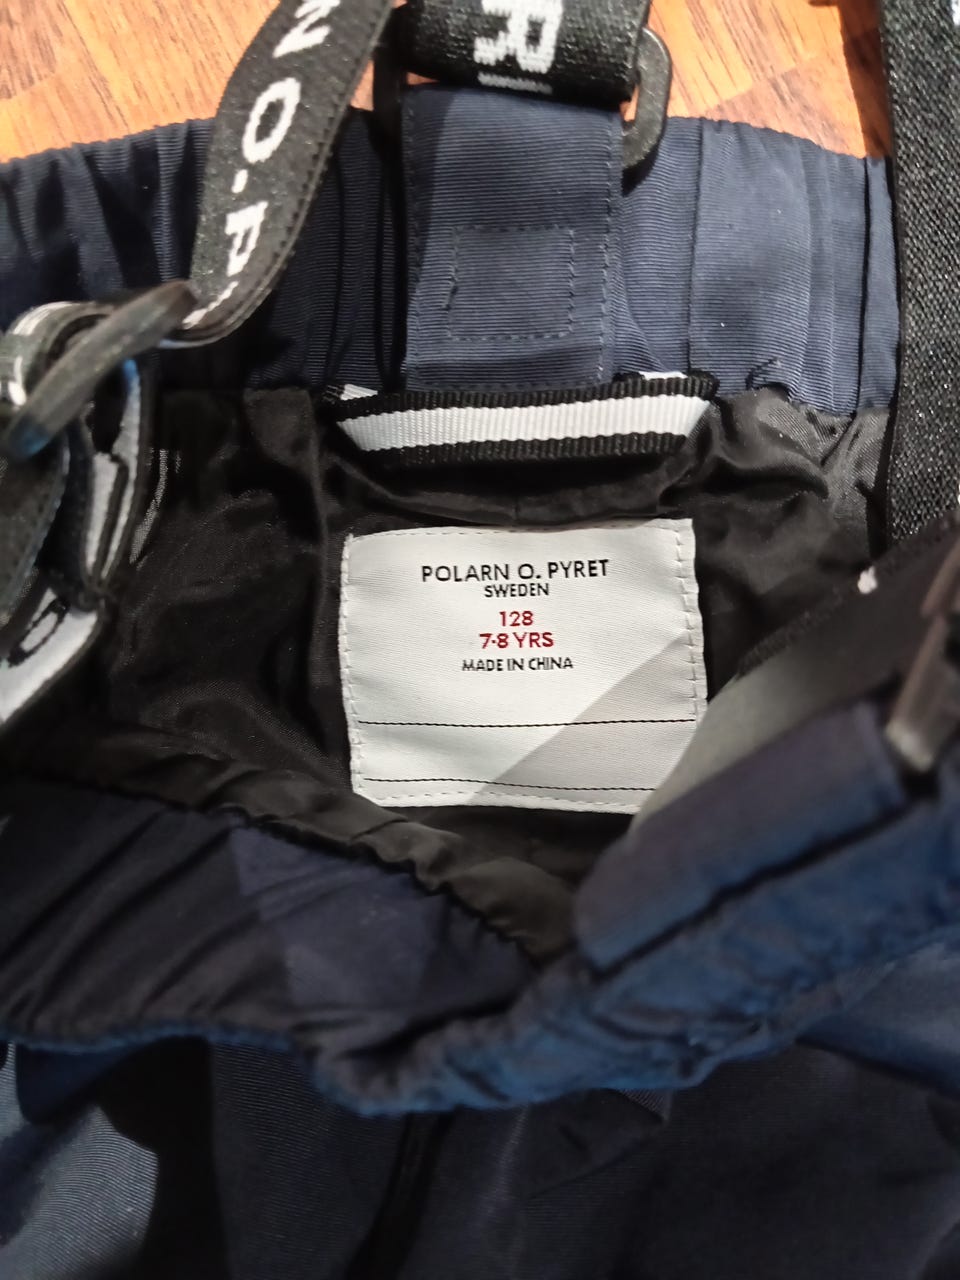 N O.P
R
POLARN O. PYRET
SWEDEN
128
7-8 YRS
MADE IN CHINA